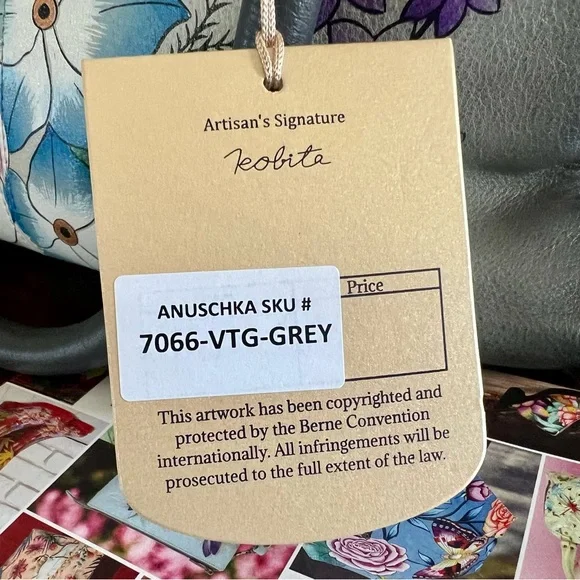 Artisan's Signature
Kobita
ANUSCHKA SKU #
7066-VTG-GREY
Price
This artwork has been copyrighted and
protected by the Berne Convention
internationally. All infringements will be
prosecuted to the full extent of the law.